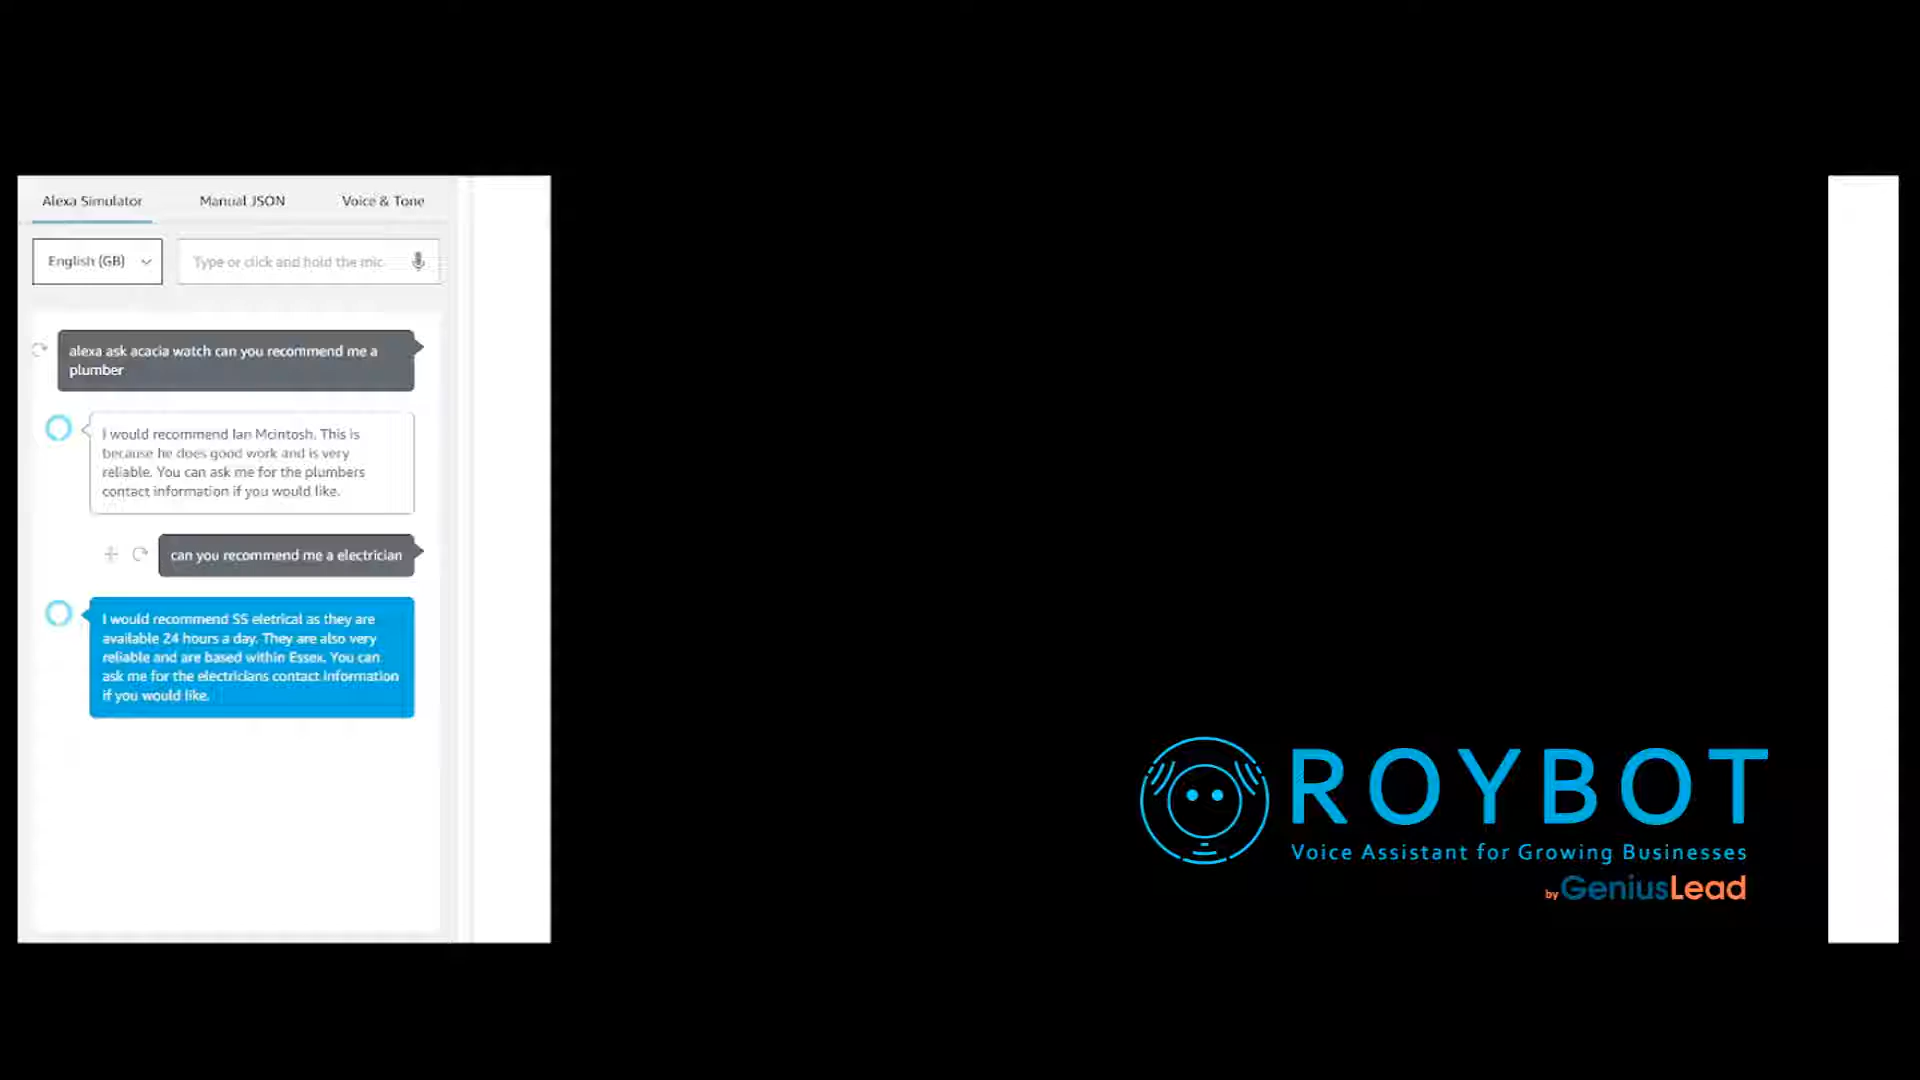 Alexa Simulator Manual JSON Voice & Tone
English (GB) Type or click and hold the mic
alexa ask acacia watch can you recommend me a
plumber
I would recommend Ian Mcintosh. This is
because he does good work and is very
reliable. You can ask me for the plumbers
contact information if you would like.
can you recommend me a electrician
I would recommend SS eletrical as they are
available 24 hours a day. They are also very
reliable and are based within Essex. You can
ask me for the electricians contact information
if you would like.
ROYBOT
Voice Assistant for Growing Businesses
by GeniusLead